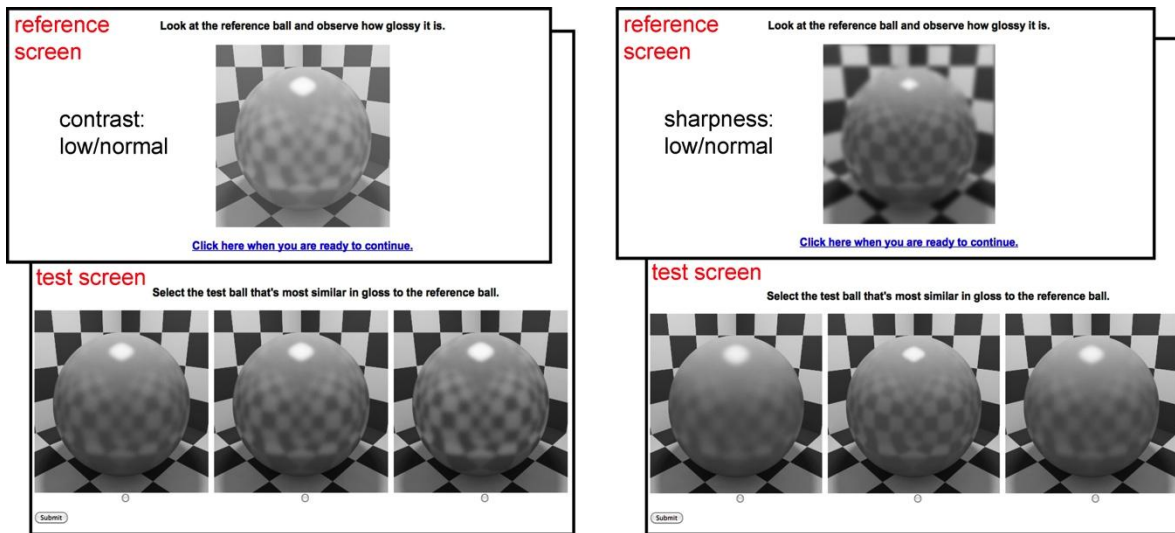 reference
screen
Look at the reference ball and observe how glossy it is.
contrast:
low/normal
Click here when you are ready to continue.
test screen
Select the test ball that's most similar in gloss to the reference ball.
Submit
reference
screen
Look at the reference ball and observe how glossy it is.
sharpness:
low/normal
Click here when you are ready to continue.
test screen
Select the test ball that's most similar in gloss to the reference ball.
Submit